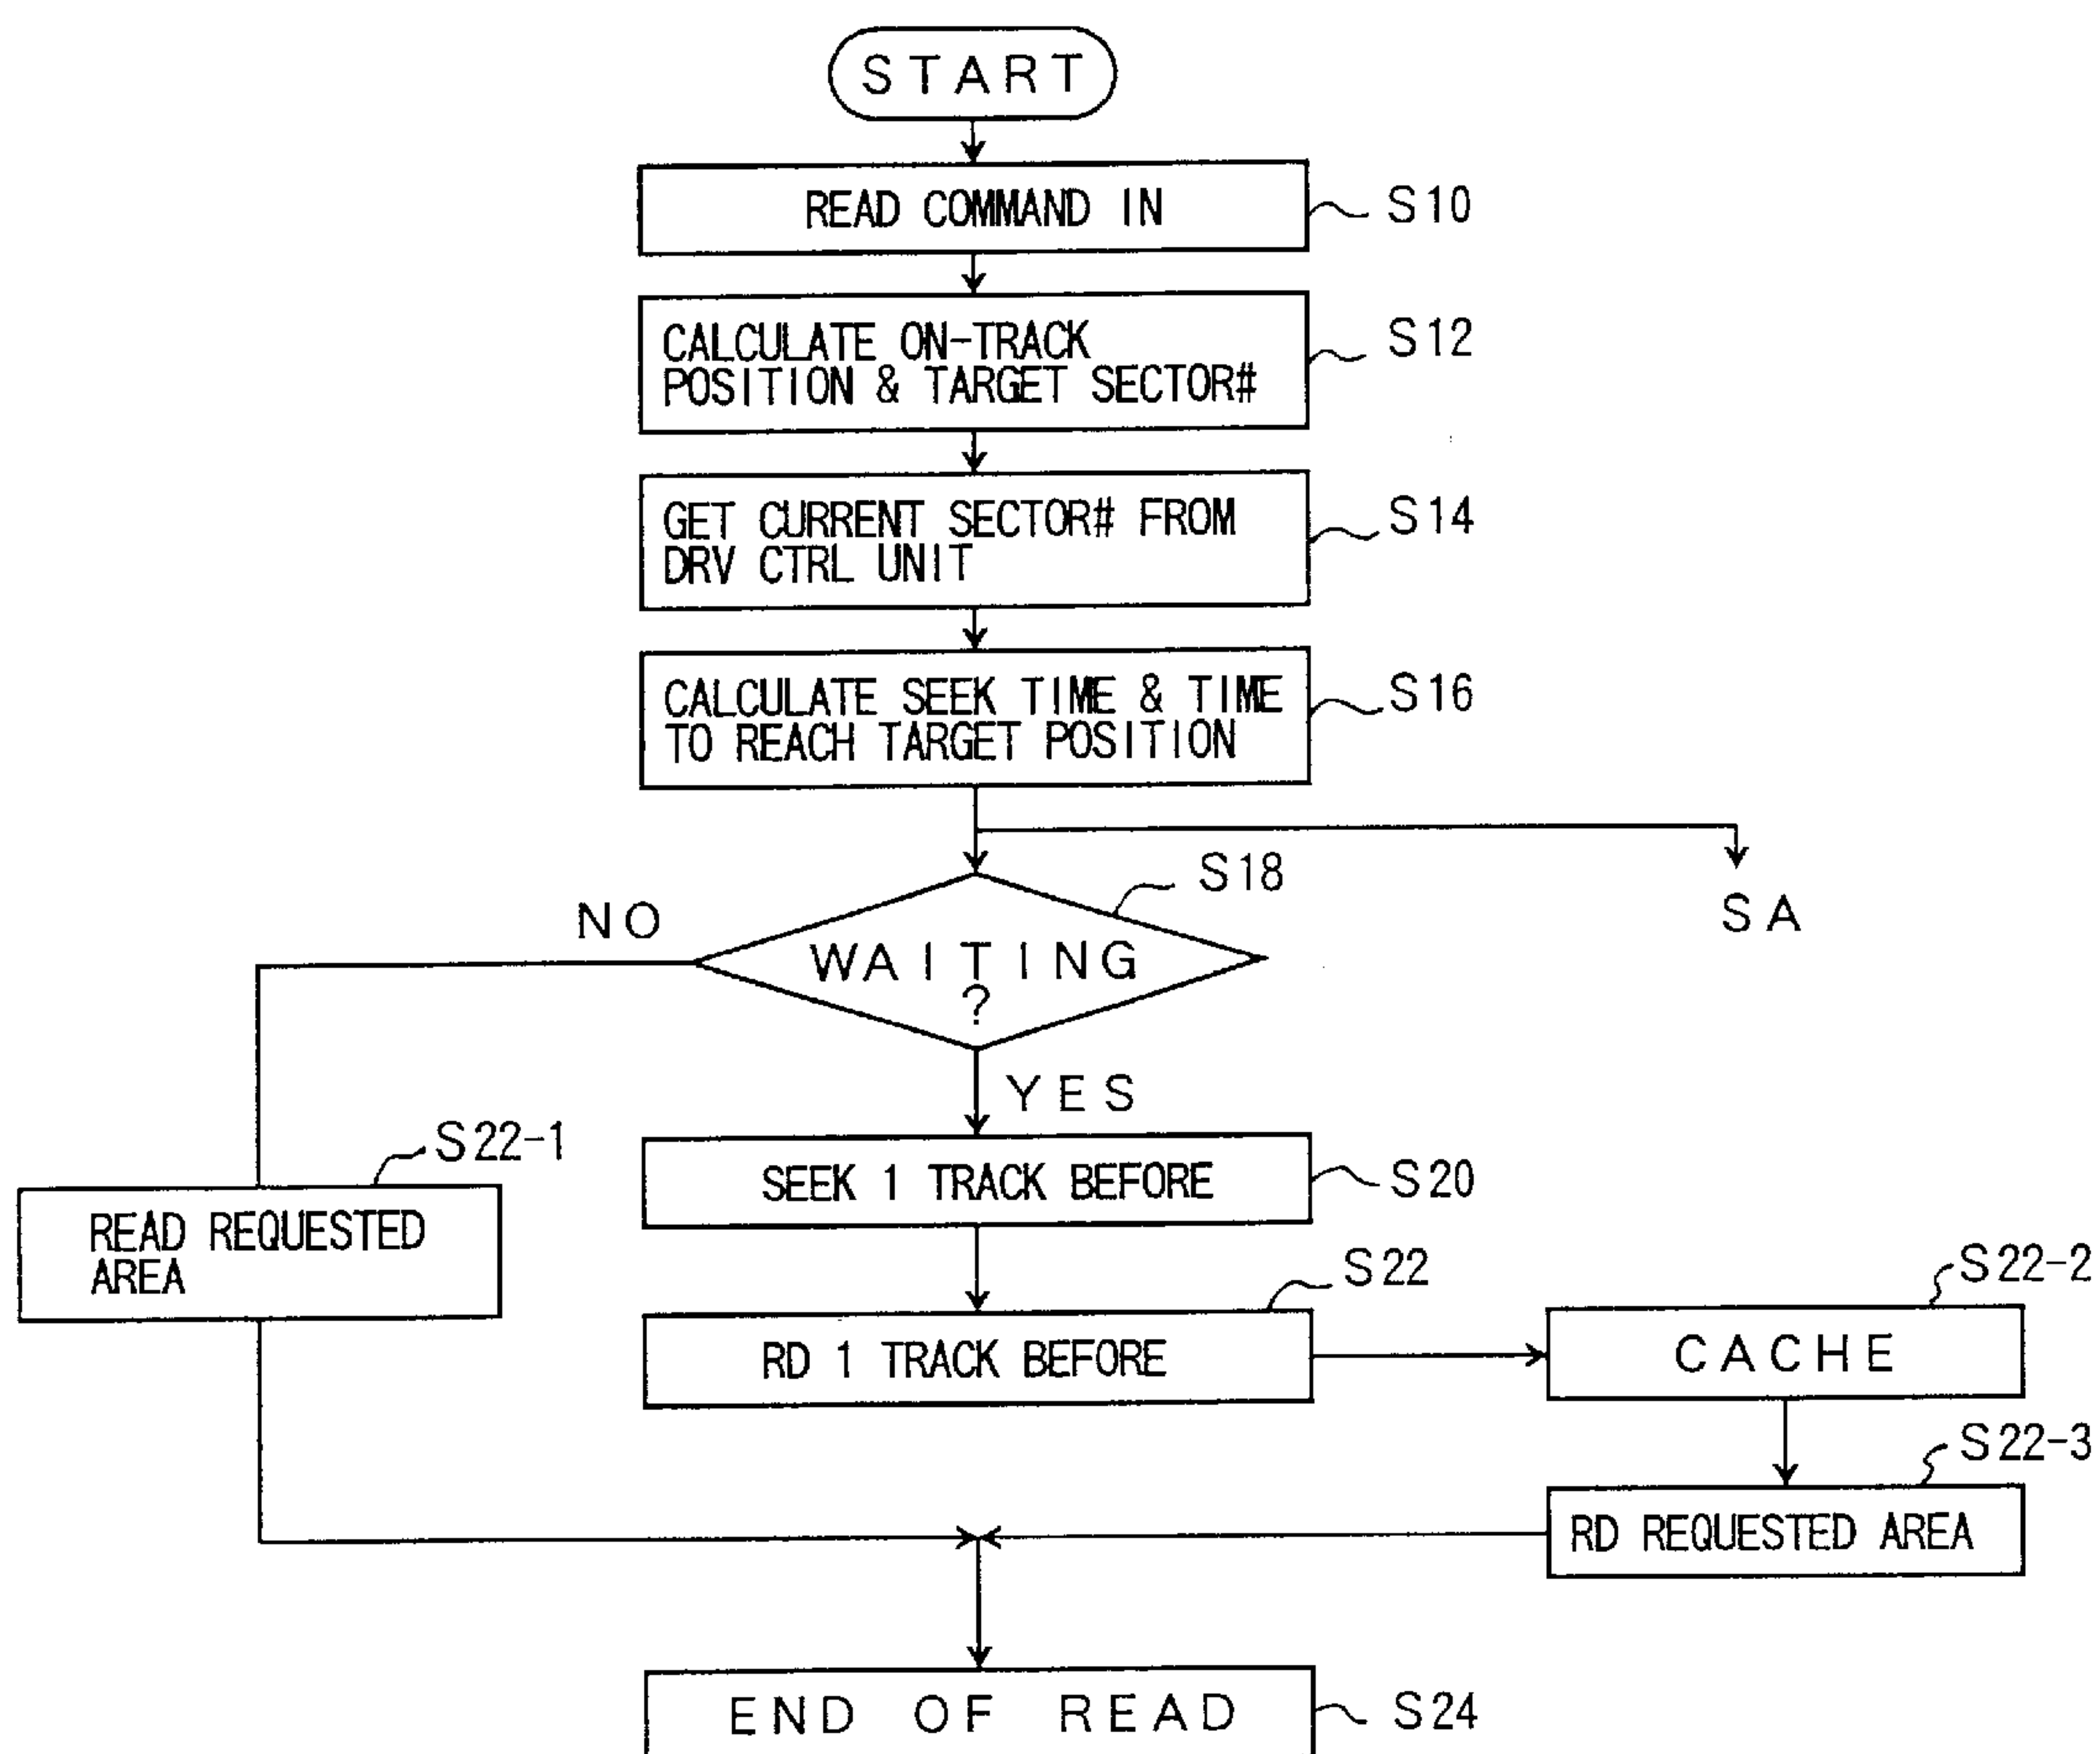 START
READ COMMAND IN
S10
CALCULATE ON-TRACK
POSITION & TARGET SECTOR#
S12
GET CURRENT SECTOR# FROM
DRV CTRL UNIT
S14
CALCULATE SEEK TIME & TIME
TO REACH TARGET POSITION
S16
S18
SA
NO
WAITING
?
YES
S22-1
READ REQUESTED
AREA
SEEK 1 TRACK BEFORE
S20
S22
RD 1 TRACK BEFORE
S22-2
CACHE
S22-3
RD REQUESTED AREA
END OF READ
S24